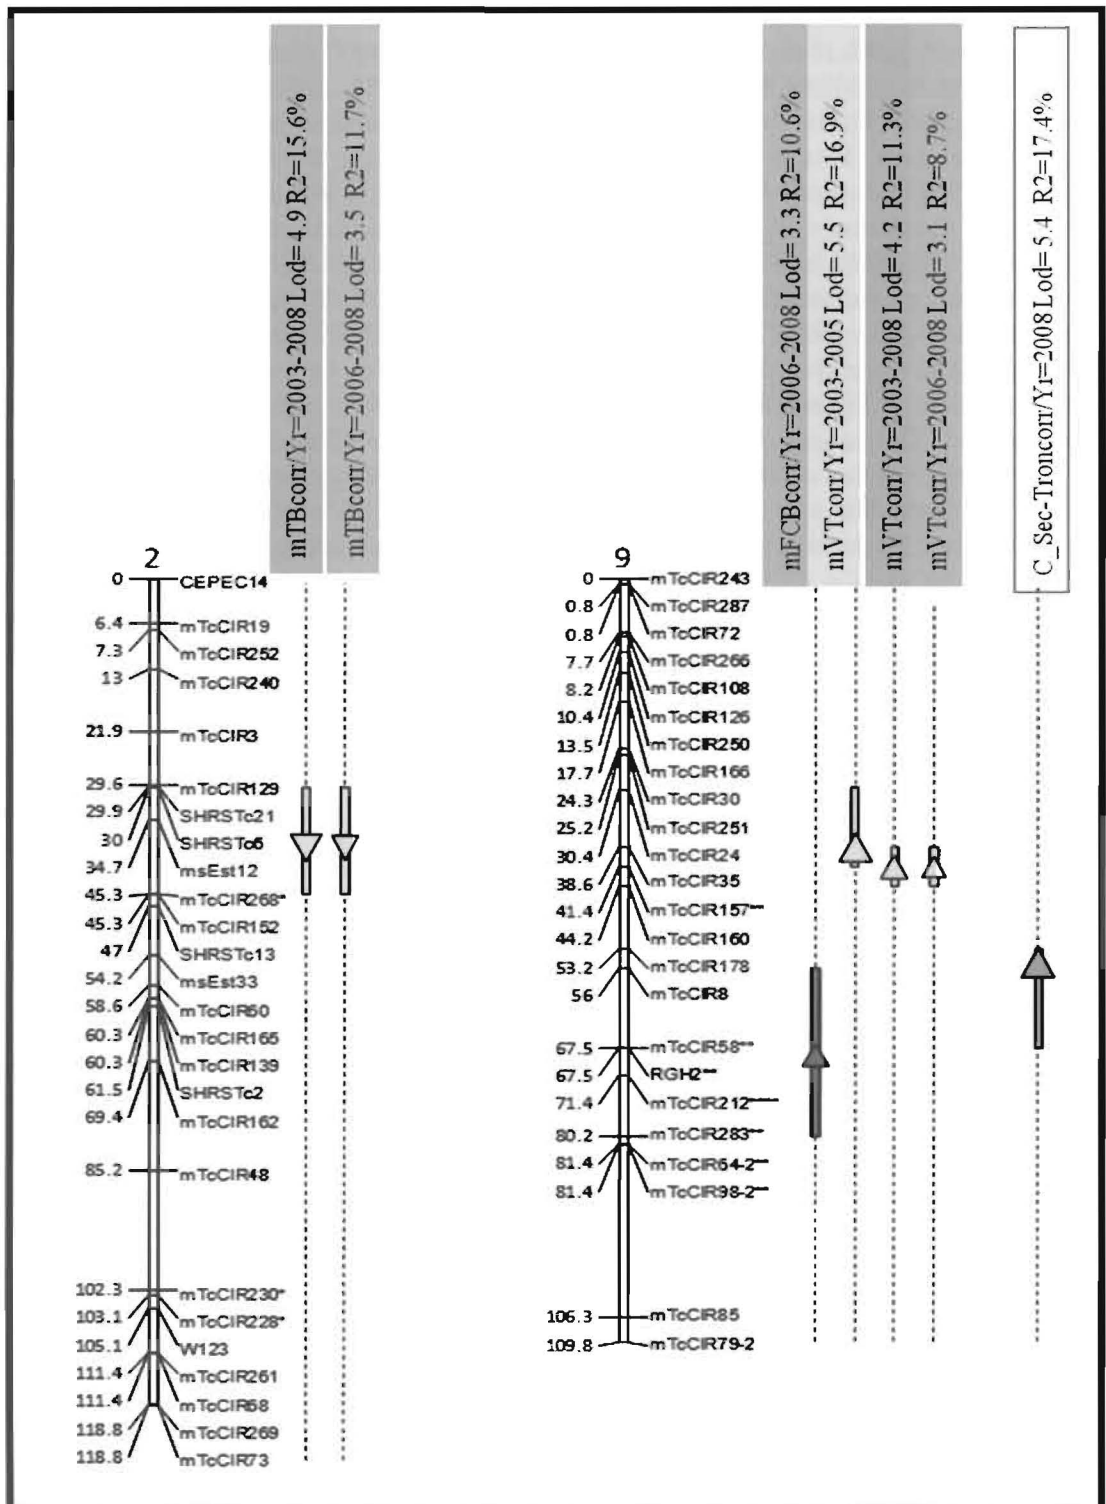 mTBcorr/Yr=2003-2008 Lod= 4.9 R2=15.6%
mTBcorr/Yr=2006-2008 Lod= 3.5 R2=11.7%
mFCBcorr/Yr=2006-2008 Lod= 3.3 R2=10.6%
mVTcorr/Yr=2003-2005 Lod= 5.5 R2=16.9%
mVTcorr/Yr=2003-2008 Lod= 4.2 R2=11.3%
mVTcorr/Yr=2006-2008 Lod= 3.1 R2=8.7%
C_Sec-Troncorr/Yr=2008 Lod= 5.4 R2=17.4%
2
0 CEPEC14
6.4 mTcCIR19
7.3 mTcCIR252
13 mTcCIR240
21.9 mTcCIR3
29.6 mTcCIR129
29.9 SHRSTc21
30 SHRSTc5
34.7 msEst12
45.3 mTcCIR268*
45.3 mTcCIR152
47 SHRSTc13
54.2 msEst33
58.6 mTcCIR60
60.3 mTcCIR165
60.3 mTcCIR139
61.5 SHRSTc2
69.4 mTcCIR162
85.2 mTcCIR48
102.3 mTcCIR230*
103.1 mTcCIR228*
105.1 W123
111.4 mTcCIR261
111.4 mTcCIR68
118.8 mTcCIR269
118.8 mTcCIR73
9
0 mTcCIR243
0.8 mTcCIR287
0.8 mTcCIR72
7.7 mTcCIR266
8.2 mTcCIR108
10.4 mTcCIR126
13.5 mTcCIR250
17.7 mTcCIR166
24.3 mTcCIR30
25.2 mTcCIR251
30.4 mTcCIR24
38.6 mTcCIR35
41.4 mTcCIR157**
44.2 mTcCIR160
53.2 mTcCIR178
56 mTcCIR8
67.5 mTcCIR58**
67.5 RGH2**
71.4 mTcCIR212****
80.2 mTcCIR283**
81.4 mTcCIR64-2**
81.4 mTcCIR98-2**
106.3 mTcCIR85
109.8 mTcCIR79-2